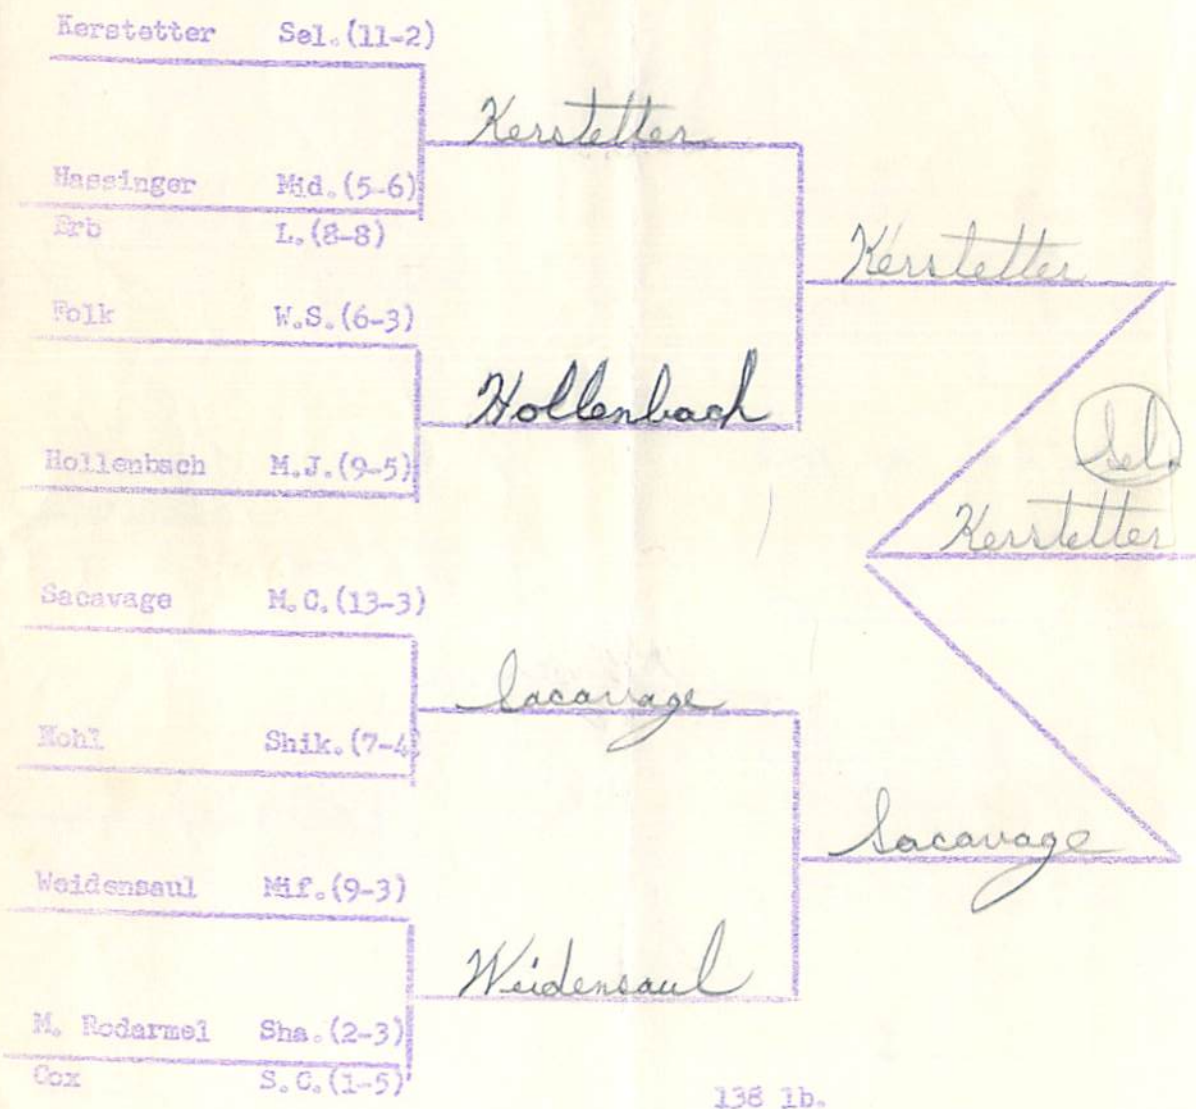 Kerstetter Sel.(11-2)
Kerstetter
Hassinger Mid.(5-6)
Erb L.(8-8)
Kerstetter
Folk W.S.(6-3)
Hollenbach
Sel.
Hollenbach M.J.(9-5)
Kerstetter
Sacavage M.C.(13-3)
Sacavage
Nohl Shik.(7-4)
Sacavage
Weidensaul Mif.(9-3)
Weidensaul
M. Rodarmel Sha.(2-3)
Cox S.C.(1-5)
138 lb.